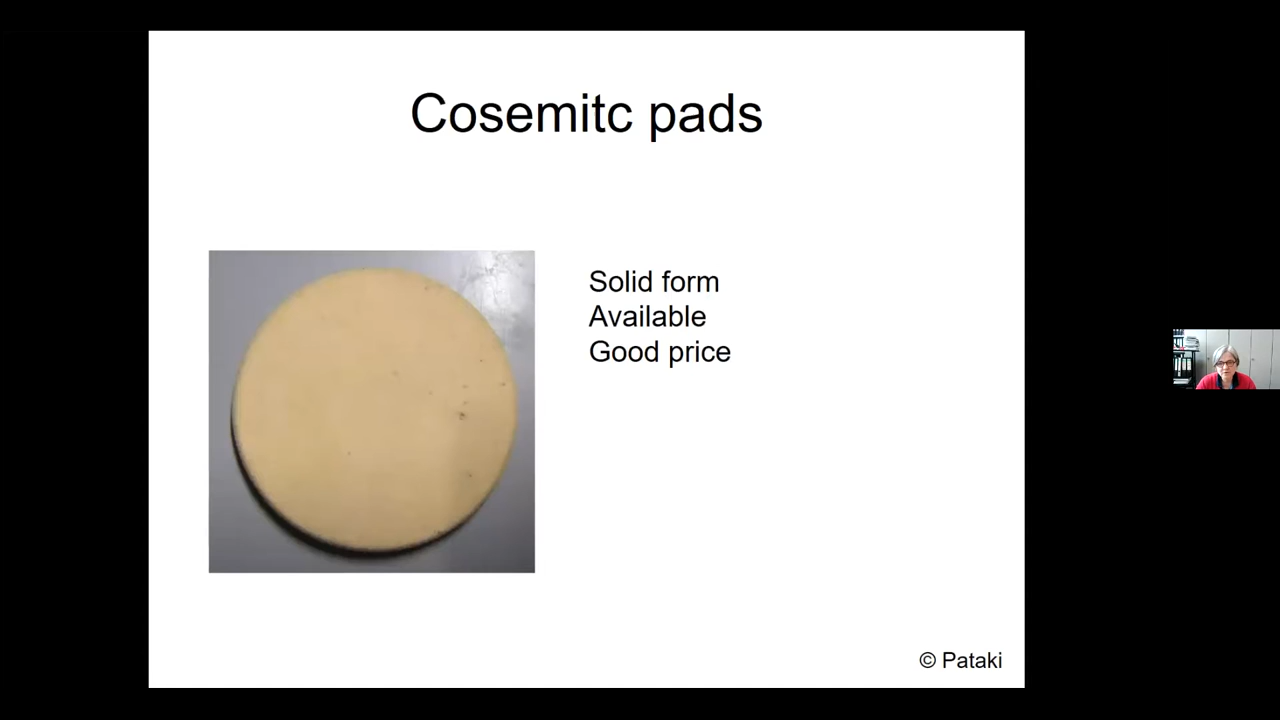 Cosemitc pads
Solid form
Available
Good price
© Pataki